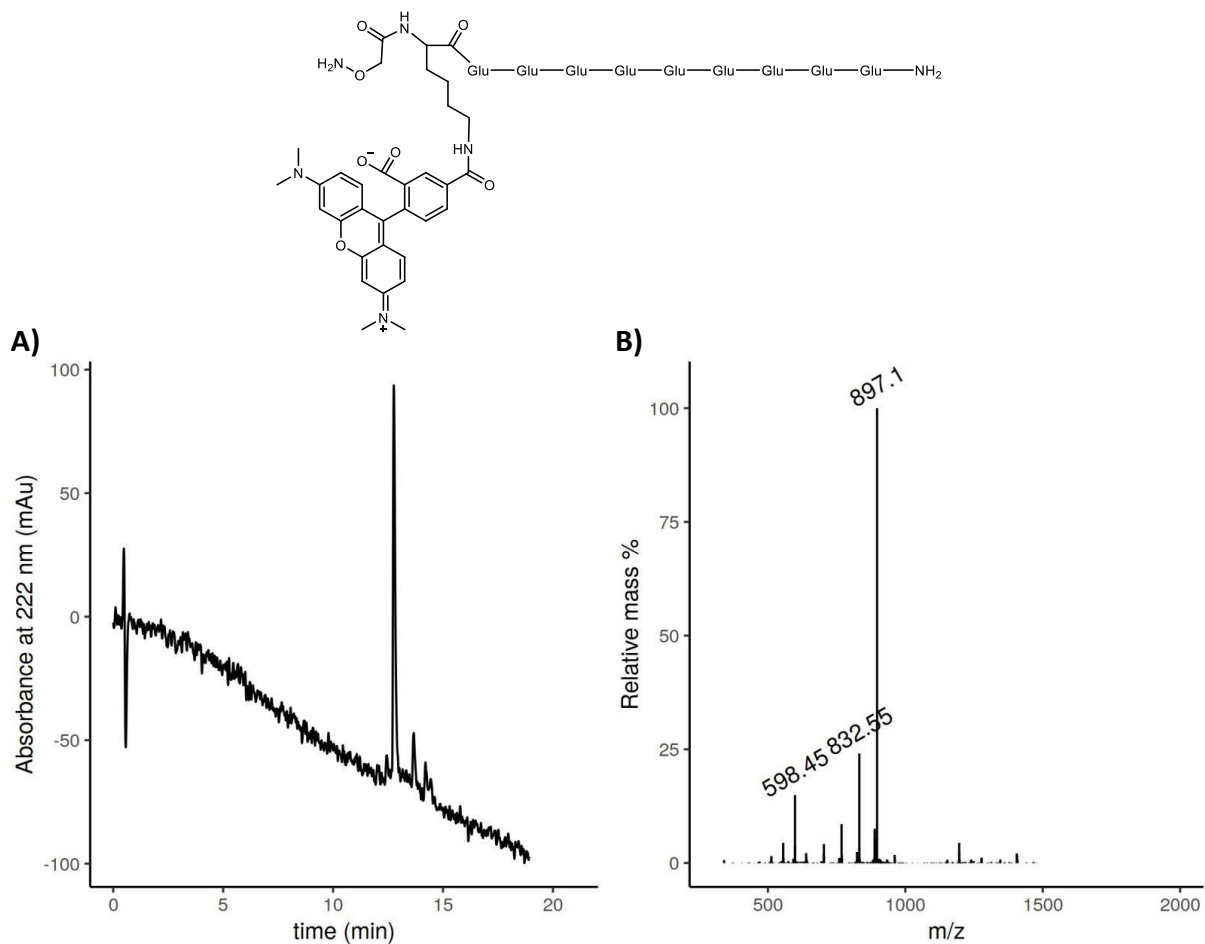 H
N
O
O
H₂N
O
Glu Glu Glu Glu Glu Glu Glu Glu Glu NH₂
HN
O⁻ O
O
N
O
N
+
A) B)
100
50
0
-50
-100
Absorbance at 222 nm (mAu)
0 5 10 15 20
time (min)
897.1
832.55
598.45
100
75
50
25
0
Relative mass %
500 1000 1500 2000
m/z